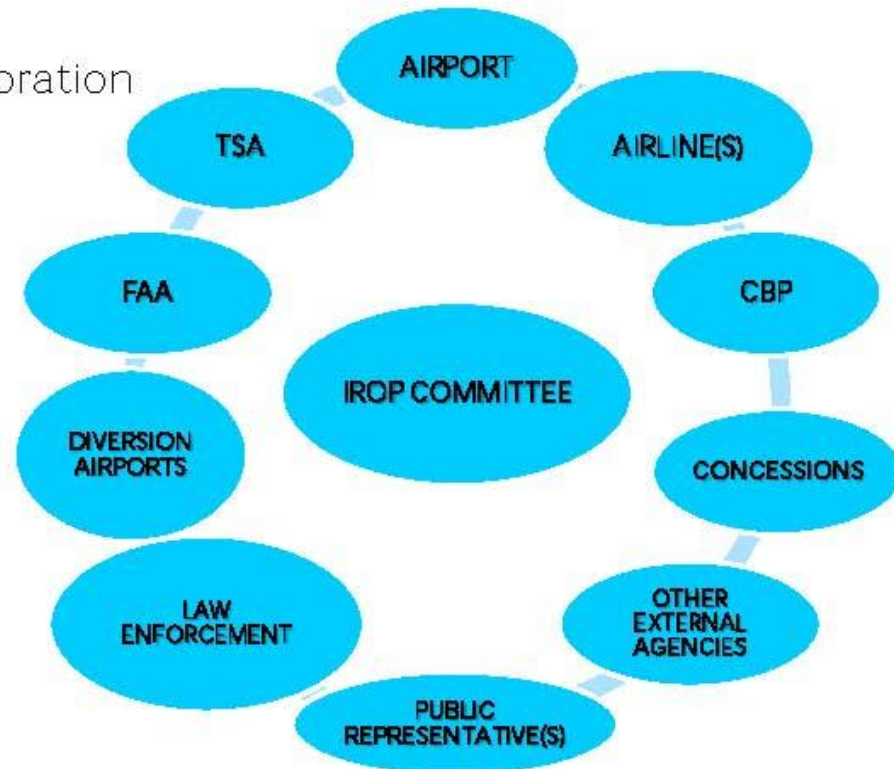 oration
AIRPORT
TSA
AIRLINE(S)
FAA
CBP
IROP COMMITTEE
DIVERSION
AIRPORTS
CONCESSIONS
LAW
ENFORCEMENT
OTHER
EXTERNAL
AGENCIES
PUBLIC
REPRESENTATIVE(S)